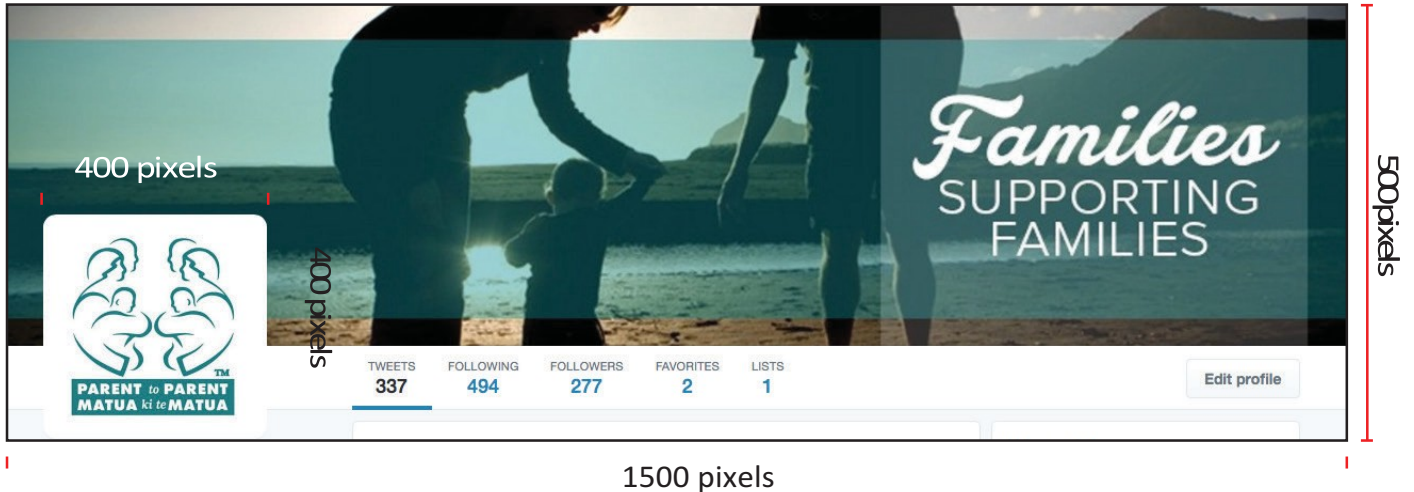 Families
SUPPORTING
FAMILIES
400 pixels
400 pixels
500pixels
TM
PARENT to PARENT
MATUA ki te MATUA
TWEETS
337
FOLLOWING
494
FOLLOWERS
277
FAVORITES
2
LISTS
1
Edit profile
1500 pixels